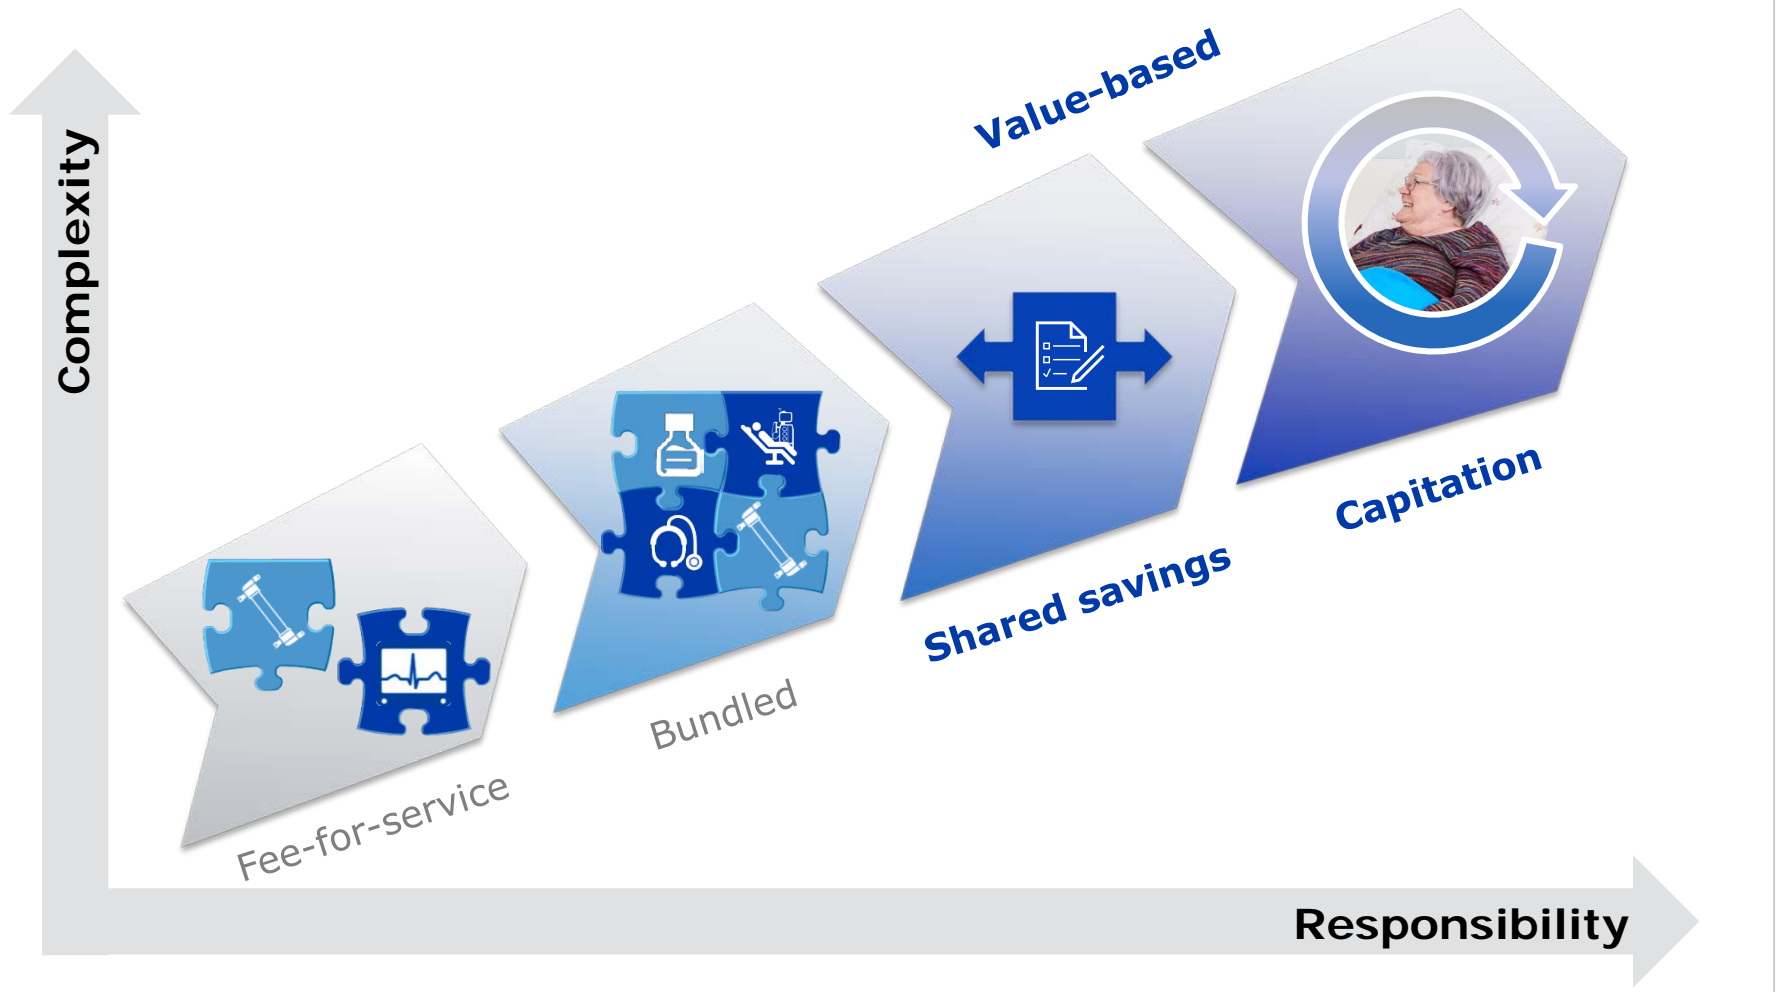 Complexity
Value-based
Capitation
Shared savings
Bundled
Fee-for-service
Responsibility